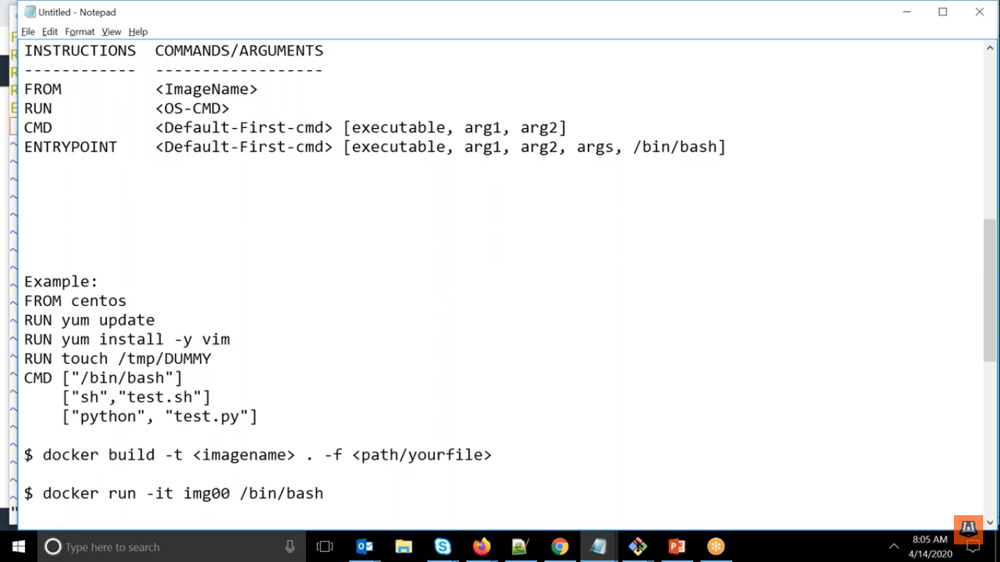 Untitled - Notepad
File Edit Format View Help
INSTRUCTIONS COMMANDS/ARGUMENTS
------------ ------------------
FROM <ImageName>
RUN <OS-CMD>
CMD <Default-First-cmd> [executable, arg1, arg2]
ENTRYPOINT <Default-First-cmd> [executable, arg1, arg2, args, /bin/bash]
Example:
FROM centos
RUN yum update
RUN yum install -y vim
RUN touch /tmp/DUMMY
CMD ["/bin/bash"]
["sh","test.sh"]
["python", "test.py"]
$ docker build -t <imagename> . -f <path/yourfile>
$ docker run -it img00 /bin/bash
Type here to search
8:05 AM
4/14/2020